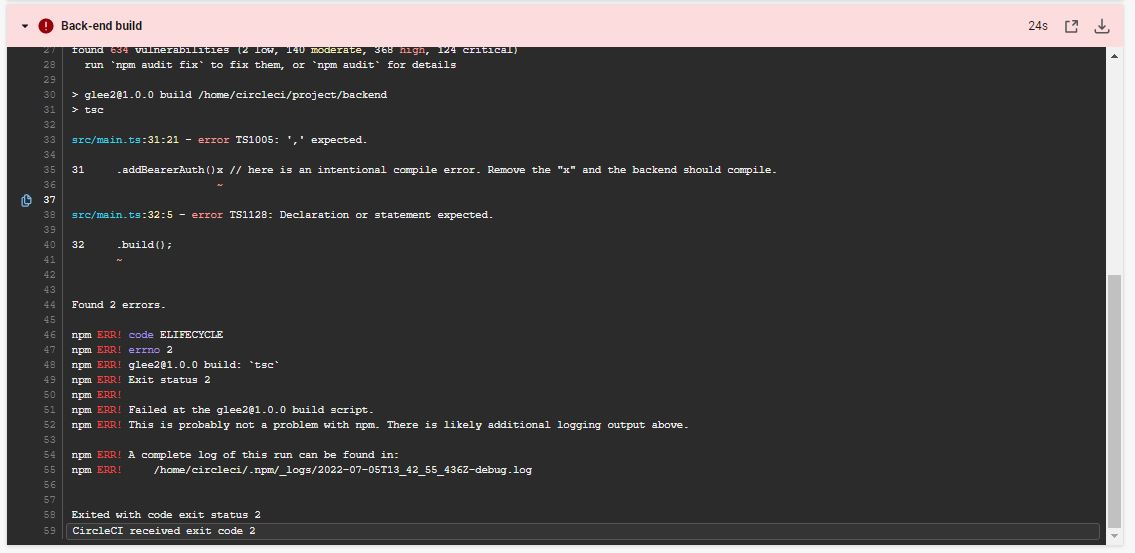 Back-end build 24s
27 found 634 vulnerabilities (2 low, 140 moderate, 368 high, 124 critical)
28 run `npm audit fix` to fix them, or `npm audit` for details
29
30 > glee2@1.0.0 build /home/circleci/project/backend
31 > tsc
32
33 src/main.ts:31:21 - error TS1005: ',' expected.
34
35 31     .addBearerAuth()x // here is an intentional compile error. Remove the "x" and the backend should compile.
36 ~
37
38 src/main.ts:32:5 - error TS1128: Declaration or statement expected.
39
40 32     .build();
41 ~
42
43
44 Found 2 errors.
45
46 npm ERR! code ELIFECYCLE
47 npm ERR! errno 2
48 npm ERR! glee2@1.0.0 build: `tsc`
49 npm ERR! Exit status 2
50 npm ERR!
51 npm ERR! Failed at the glee2@1.0.0 build script.
52 npm ERR! This is probably not a problem with npm. There is likely additional logging output above.
53
54 npm ERR! A complete log of this run can be found in:
55 npm ERR!     /home/circleci/.npm/_logs/2022-07-05T13_42_55_436Z-debug.log
56
57
58 Exited with code exit status 2
59 CircleCI received exit code 2